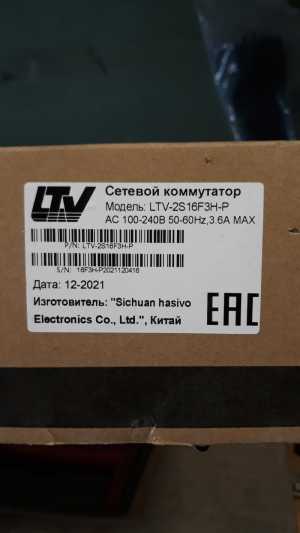 LTV
Сетевой коммутатор
Модель: LTV-2S16F3H-P
AC 100-240В 50-60Hz,3.6A MAX
P/N: LTV-2S16F3H-P
S/N: 16F3H-P2021120416
Дата: 12-2021
Изготовитель: "Sichuan hasivo
Electronics Co., Ltd.", Китай
EAC